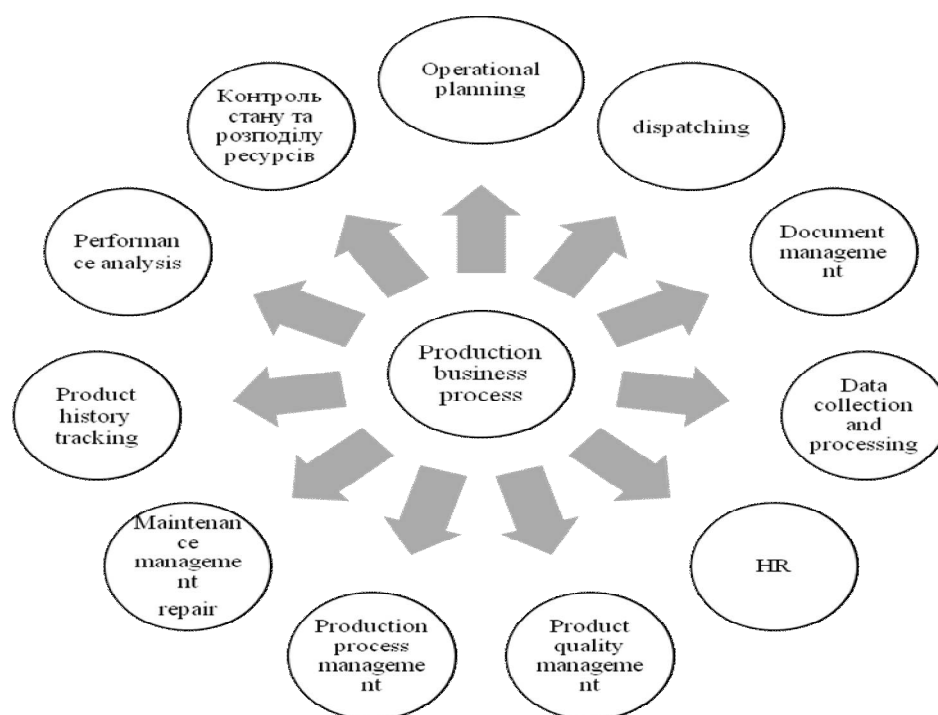 Operational
planning
dispatching
Document
manageme
nt
Data
collection
and
processing
HR
Product
quality
manageme
nt
Production
process
manageme
nt
Maintenan
ce
manageme
nt
repair
Product
history
tracking
Performan
ce analysis
Контроль
стану та
розподілу
ресурсів
Production
business
process